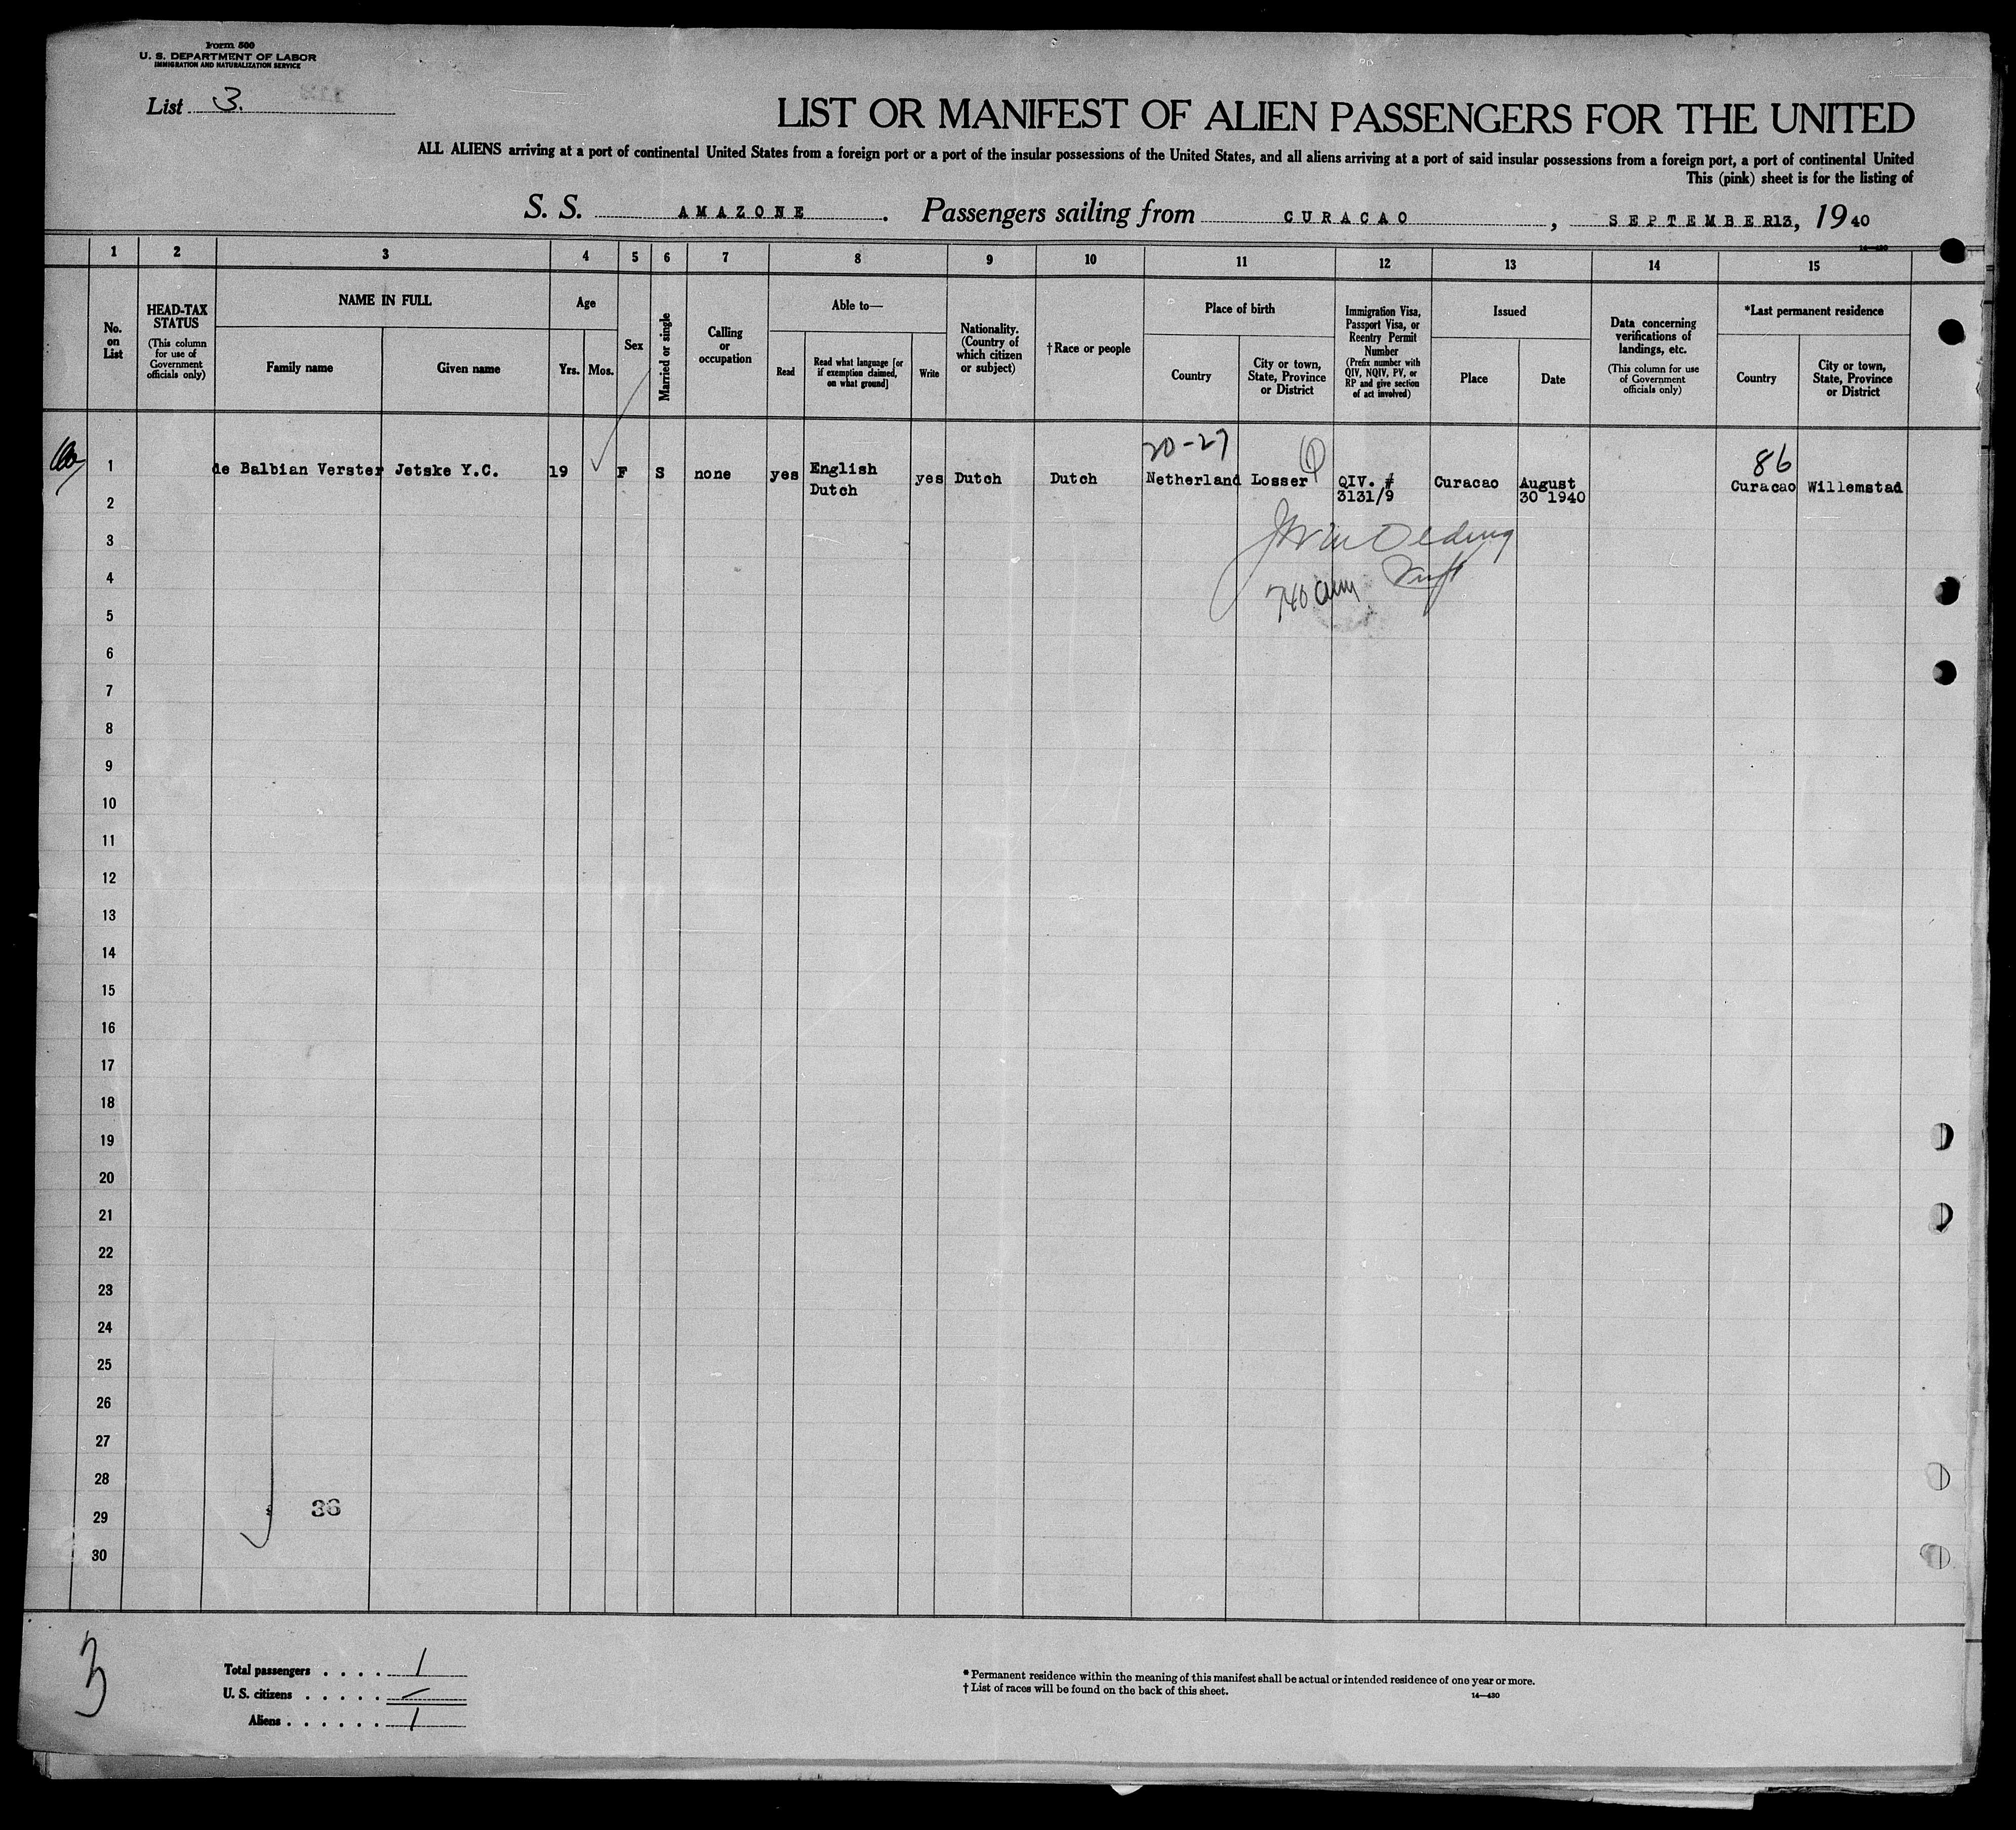 Form 500
U. S. DEPARTMENT OF LABOR
IMMIGRATION AND NATURALIZATION SERVICE
List 3.
LIST OR MANIFEST OF ALIEN PASSENGERS FOR THE UNITED
ALL ALIENS arriving at a port of continental United States from a foreign port or a port of the insular possessions of the United States, and all aliens arriving at a port of said insular possessions from a foreign port, a port of continental United
This (pink) sheet is for the listing of
S. S. AMAZONE. Passengers sailing from CURACAO, SEPTEMBER13, 1940
14—430
1 2 3 4 5 6 7 8 9 10 11 12 13 14 15
No. on List
HEAD-TAX STATUS
(This column for use of Government officials only)
NAME IN FULL
Family name
Given name
Age
Yrs.
Mos.
Sex
Married or single
Calling or occupation
Able to—
Read
Read what language [or if exemption claimed, on what ground]
Write
Nationality. (Country of which citizen or subject)
†Race or people
Place of birth
Country
City or town, State, Province or District
Immigration Visa, Passport Visa, or Reentry Permit Number
(Prefix number with QIV, NQIV, PV, or RP and give section of act involved)
Issued
Place
Date
Data concerning verifications of landings, etc.
(This column for use of Government officials only)
*Last permanent residence
Country
City or town, State, Province or District
20-27
86
1 de Balbian Verster Jetske Y.C. 19 F S none yes English Dutch yes Dutch Dutch Netherland Losser QIV. # 3131/9 Curacao August 30 1940 Curacao Willemstad
2
3
4
740 am
5
6
7
8
9
10
11
12
13
14
15
16
17
18
19
20
21
22
23
24
25
26
27
28
29 36
30
3
Total passengers . . . . 1
U. S. citizens . . . . . –
Aliens . . . . . . 1
* Permanent residence within the meaning of this manifest shall be actual or intended residence of one year or more.
† List of races will be found on the back of this sheet.
14—430